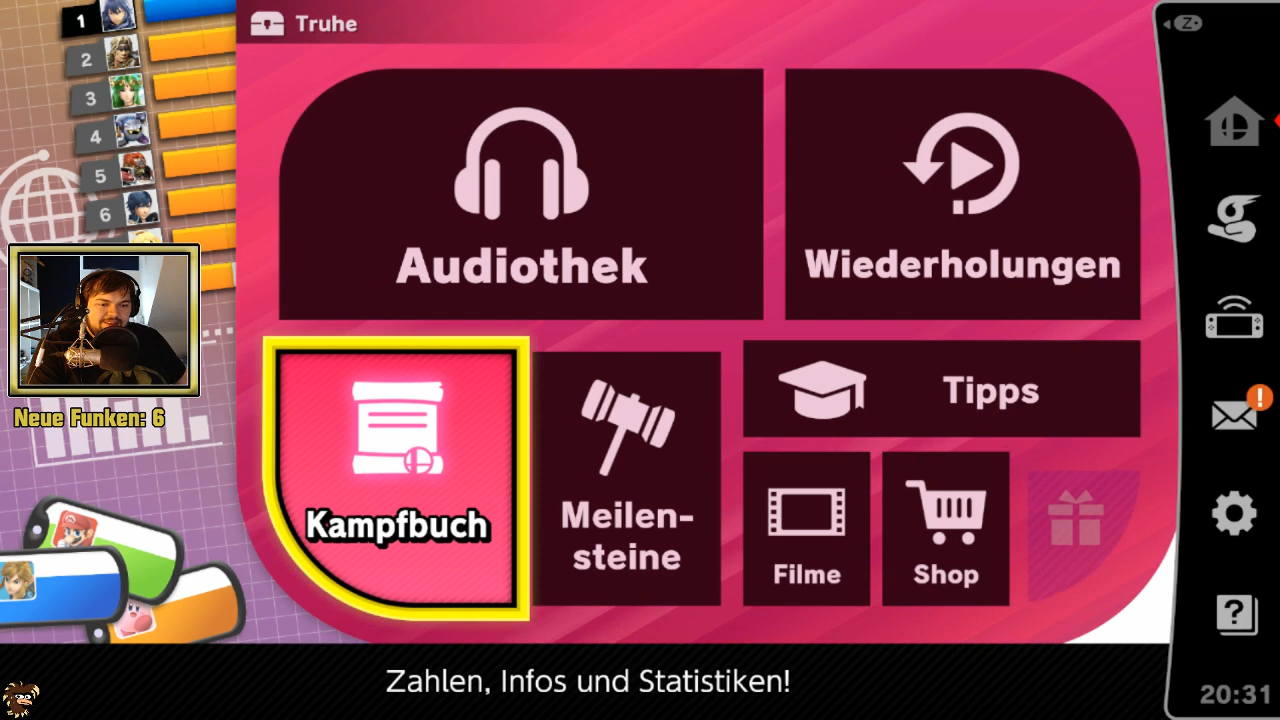 1
2
3
4
5
6
Truhe
Audiothek
Wiederholungen
Kampfbuch
Meilen-
steine
Tipps
Filme
Shop
Neue Funken: 6
Zahlen, Infos und Statistiken!
Z
!
?
20:31